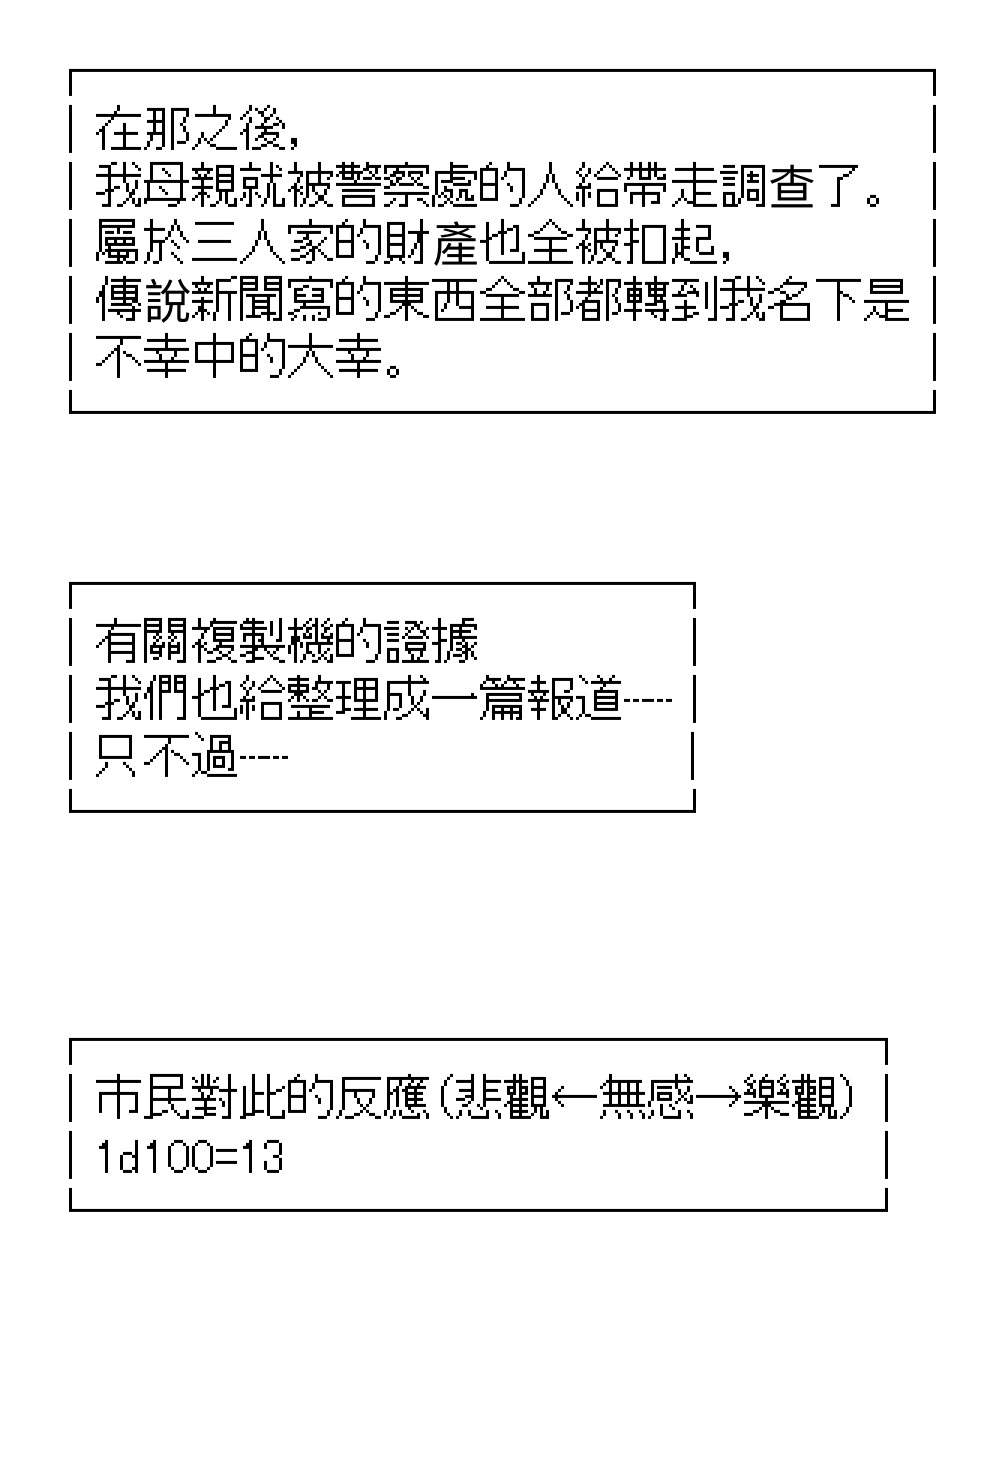 在那之後，
我母親就被警察處的人給帶走調查了。
屬於三人家的財產也全被扣起，
傳說新聞寫的東西全部都轉到我名下是
不幸中的大幸。
有關複製機的證據
我們也給整理成一篇報道……
只不過……
市民對此的反應(悲觀←無感→樂觀)
1d100=13